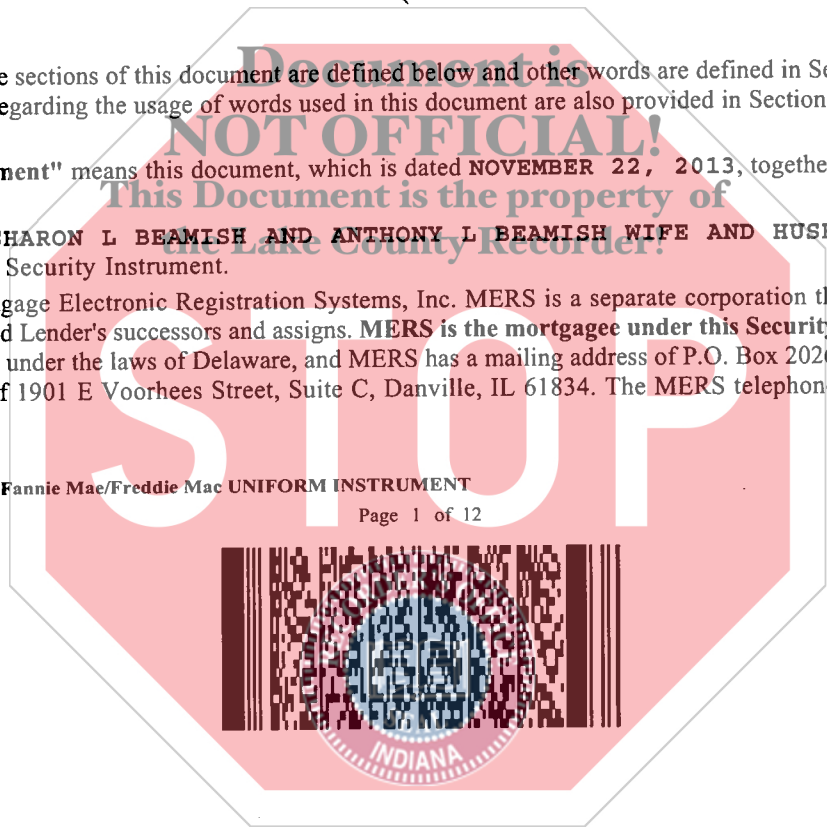 Document is
e sections of this document are defined below and other words are defined in Se
egarding the usage of words used in this document are also provided in Section
NOT OFFICIAL!
ment" means this document, which is dated NOVEMBER 22, 2013, togethe
This Document is the property of
SHARON L BEAMISH AND ANTHONY L BEAMISH WIFE AND HUSB
the Lake County Recorder!
Security Instrument.
gage Electronic Registration Systems, Inc. MERS is a separate corporation th
d Lender's successors and assigns. MERS is the mortgagee under this Security
under the laws of Delaware, and MERS has a mailing address of P.O. Box 2026
f 1901 E Voorhees Street, Suite C, Danville, IL 61834. The MERS telephon
STOP
Fannie Mae/Freddie Mac UNIFORM INSTRUMENT
Page 1 of 12
RECORDER'S OFFICE
INDIANA